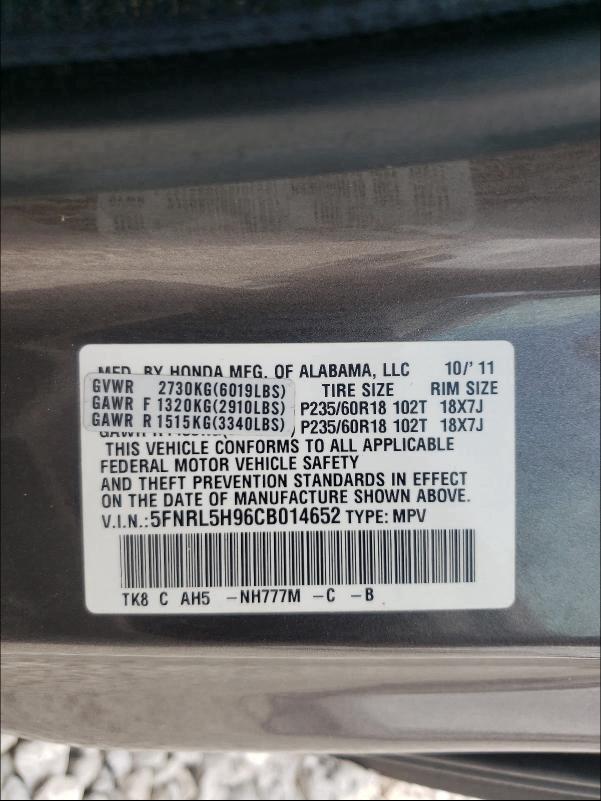 MFD. BY HONDA MFG. OF ALABAMA, LLC 10/'11
GVWR 2730KG(6019LBS) TIRE SIZE RIM SIZE
GAWR F 1320KG(2910LBS) P235/60R18 102T 18X7J
GAWR R 1515KG(3340LBS) P235/60R18 102T 18X7J
THIS VEHICLE CONFORMS TO ALL APPLICABLE
FEDERAL MOTOR VEHICLE SAFETY
AND THEFT PREVENTION STANDARDS IN EFFECT
ON THE DATE OF MANUFACTURE SHOWN ABOVE.
V.I.N.:5FNRL5H96CB014652 TYPE: MPV
TK8 C AH5 -NH777M -C -B